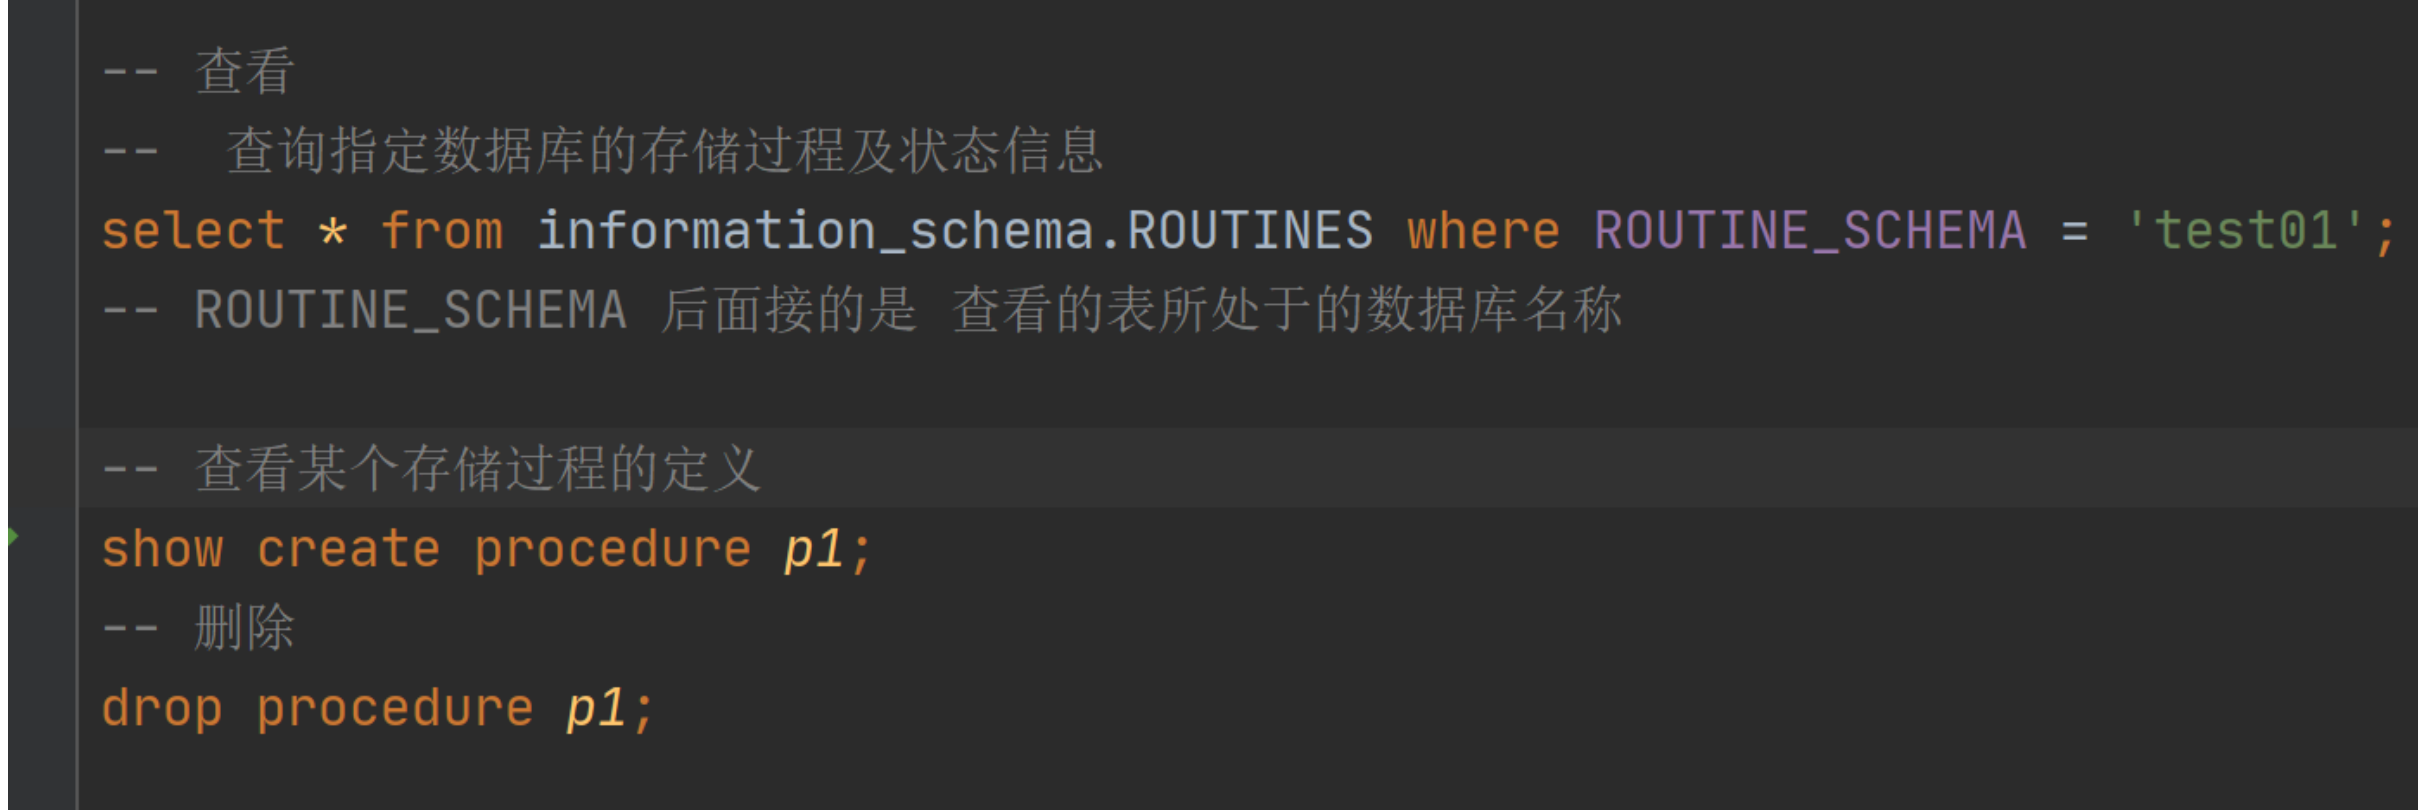 -- 查看
--  查询指定数据库的存储过程及状态信息
select * from information_schema.ROUTINES where ROUTINE_SCHEMA = 'test01';
-- ROUTINE_SCHEMA 后面接的是 查看的表所处于的数据库名称
-- 查看某个存储过程的定义
show create procedure p1;
-- 删除
drop procedure p1;